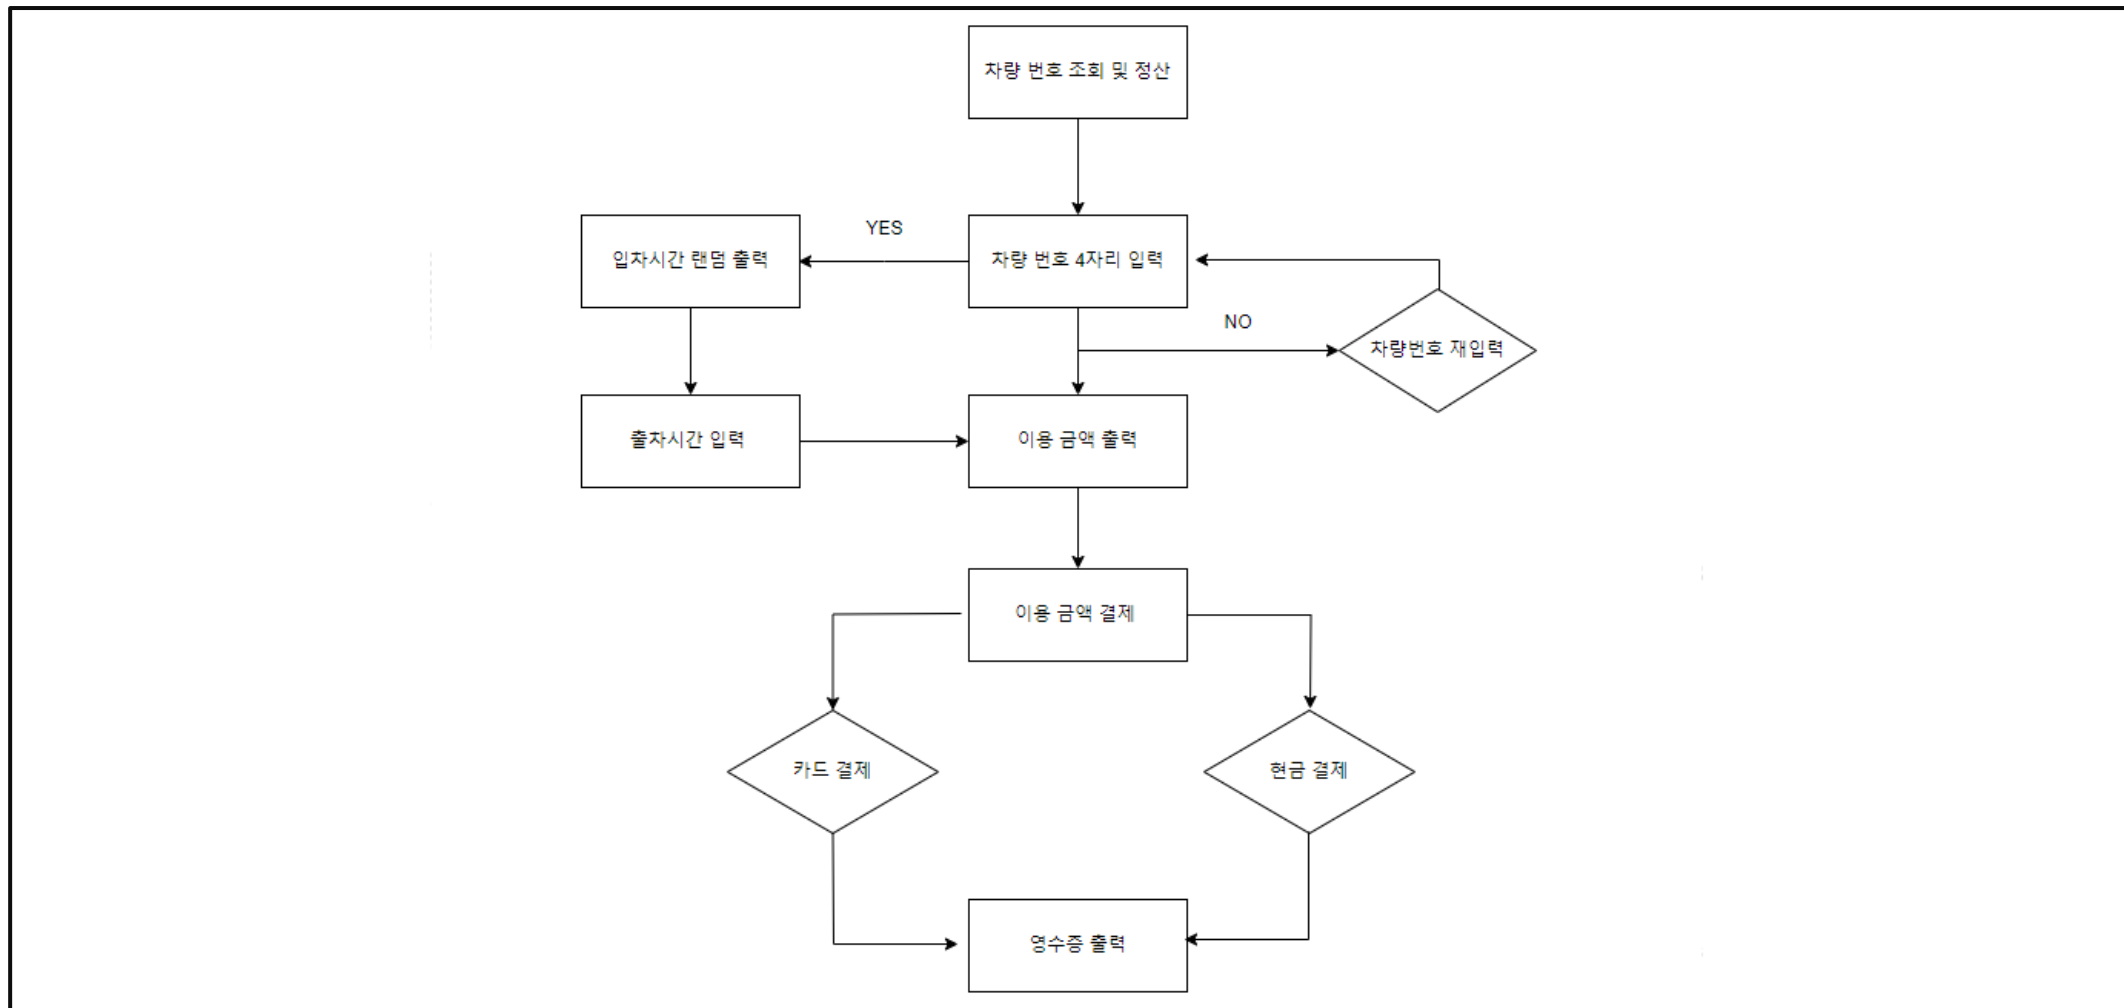 차량 번호 조회 및 정산
YES
입차시간 랜덤 출력
차량 번호 4자리 입력
NO
차량번호 재입력
출차시간 입력
이용 금액 출력
이용 금액 결제
카드 결제
현금 결제
영수증 출력